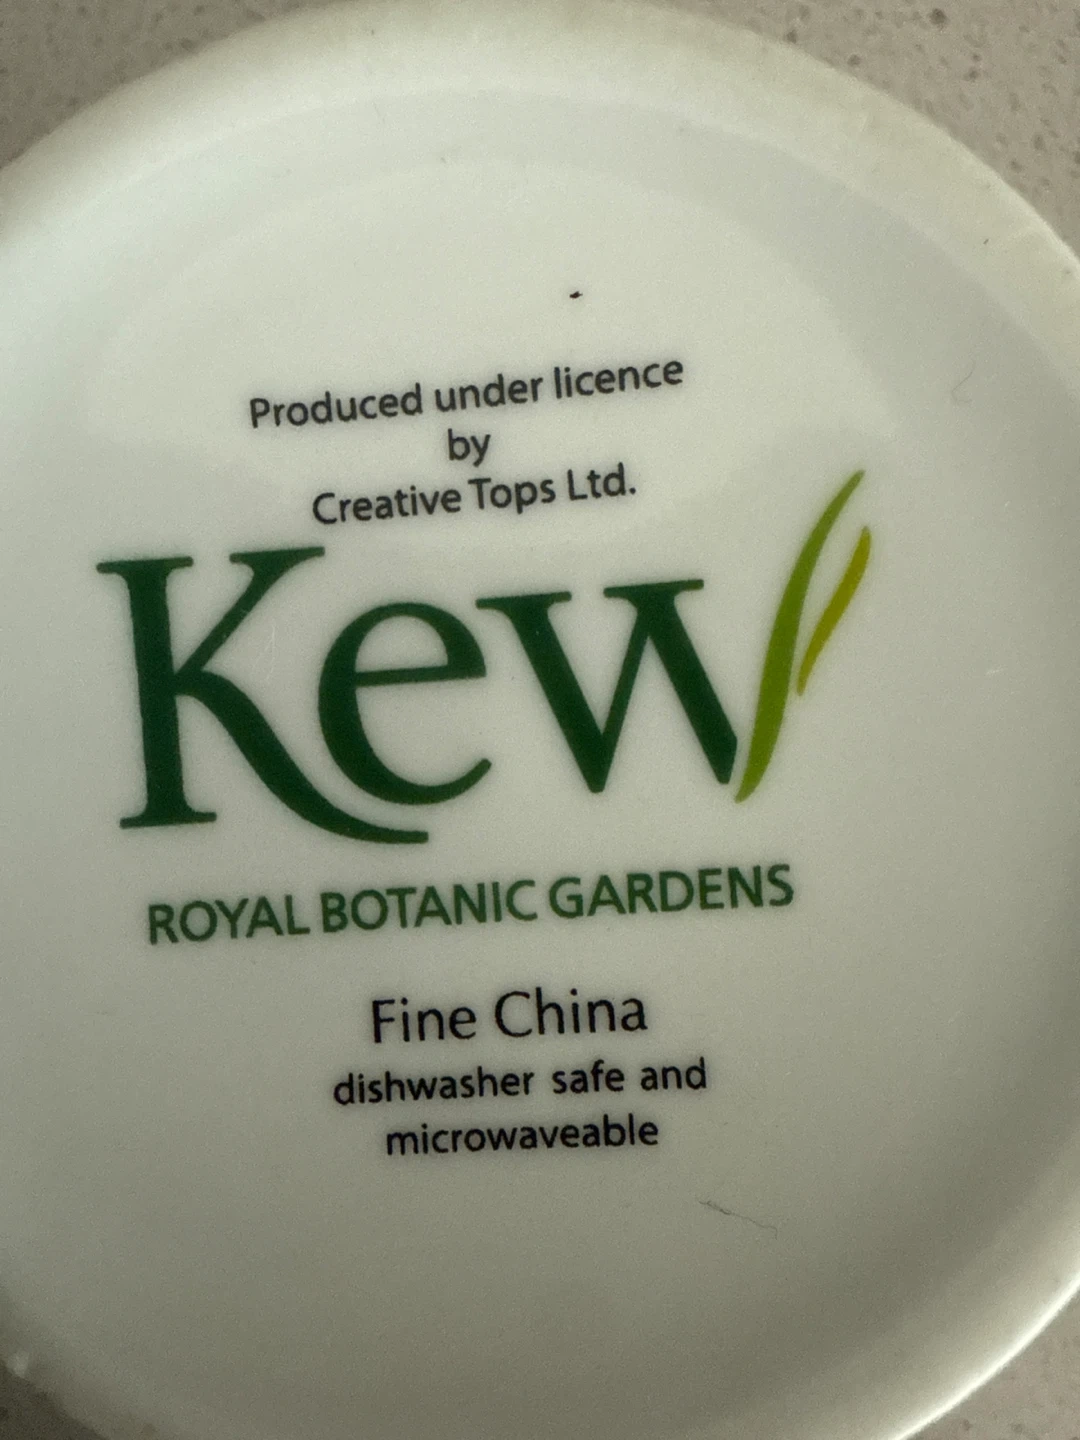 Produced under licence
by
Creative Tops Ltd.
Kew
ROYAL BOTANIC GARDENS
Fine China
dishwasher safe and
microwaveable